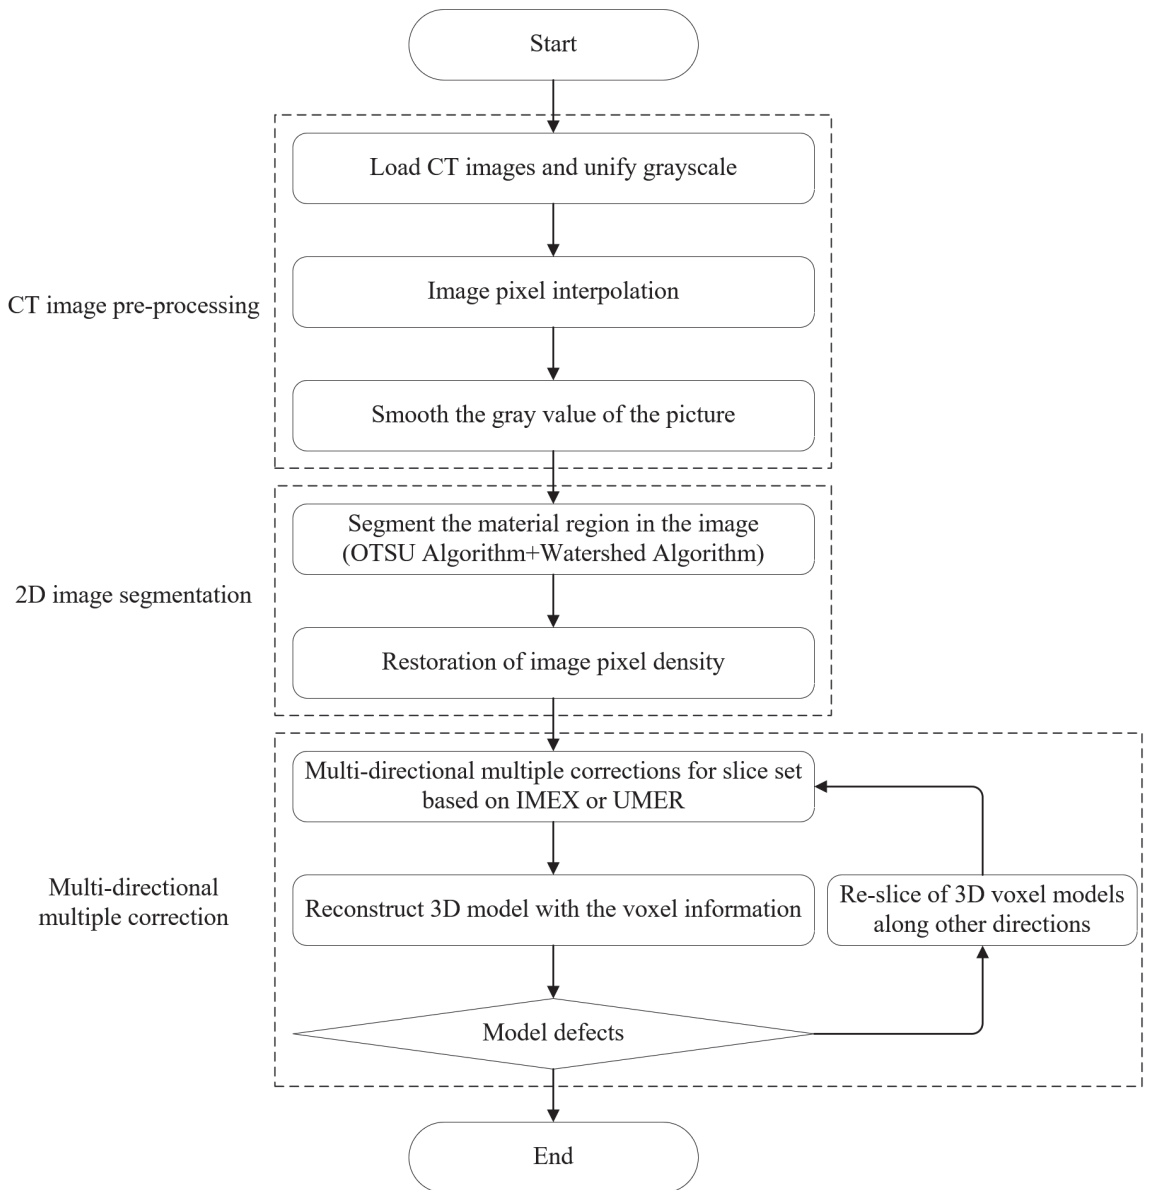 Start
Load CT images and unify grayscale
Image pixel interpolation
CT image pre-processing
Smooth the gray value of the picture
Segment the material region in the image
(OTSU Algorithm+Watershed Algorithm)
2D image segmentation
Restoration of image pixel density
Multi-directional multiple corrections for slice set
based on IMEX or UMER
Multi-directional
multiple correction
Reconstruct 3D model with the voxel information
Re-slice of 3D voxel models
along other directions
Model defects
End